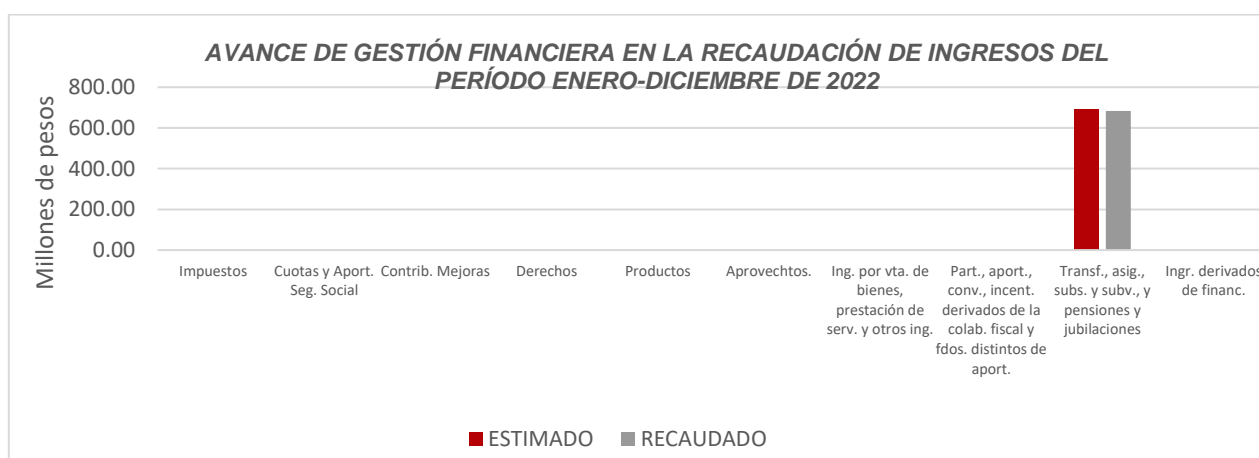 AVANCE DE GESTIÓN FINANCIERA EN LA RECAUDACIÓN DE INGRESOS DEL
PERÍODO ENERO-DICIEMBRE DE 2022
Millones de pesos
800.00
600.00
400.00
200.00
0.00
Impuestos
Cuotas y Aport.
Seg. Social
Contrib. Mejoras
Derechos
Productos
Aprovechtos.
Ing. por vta. de
bienes,
prestación de
serv. y otros ing.
Part., aport.,
conv., incent.
derivados de la
colab. fiscal y
fdos. distintos de
aport.
Transf., asig.,
subs. y subv., y
pensiones y
jubilaciones
Ingr. derivados
de financ.
ESTIMADO
RECAUDADO